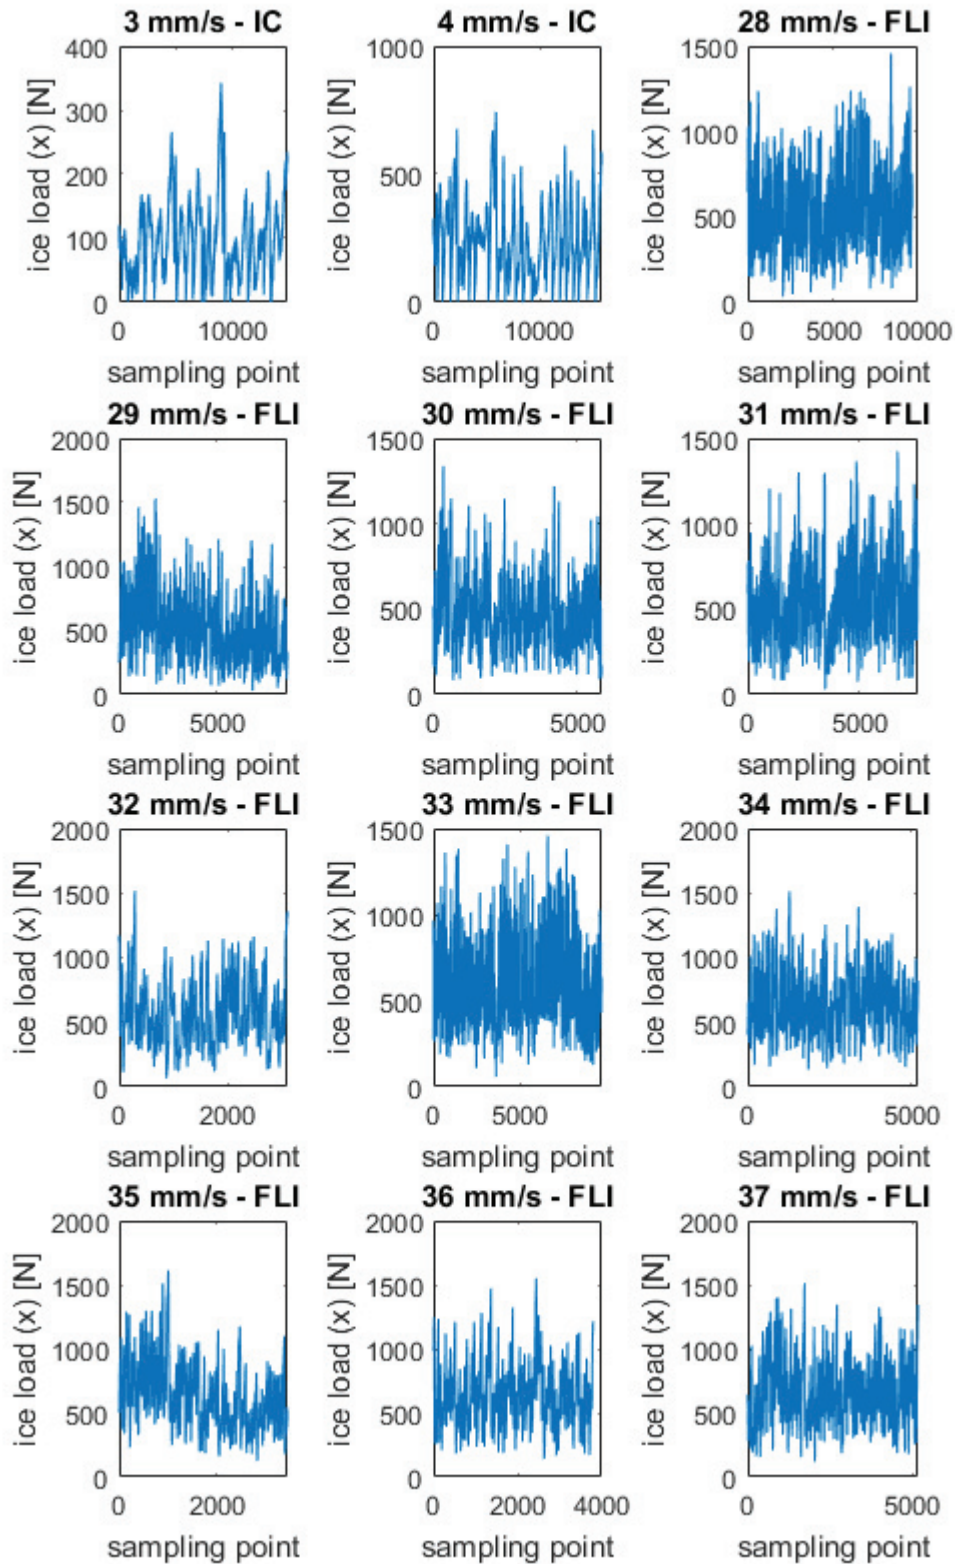 3 mm/s - IC
400
300
200
100
0
ice load (x) [N]
0 10000
sampling point
4 mm/s - IC
1000
500
0
ice load (x) [N]
0 10000
sampling point
28 mm/s - FLI
1500
1000
500
0
ice load (x) [N]
0 5000 10000
sampling point
29 mm/s - FLI
2000
1500
1000
500
0
ice load (x) [N]
0 5000
sampling point
30 mm/s - FLI
1500
1000
500
0
ice load (x) [N]
0 5000
sampling point
31 mm/s - FLI
1500
1000
500
0
ice load (x) [N]
0 5000
sampling point
32 mm/s - FLI
2000
1500
1000
500
0
ice load (x) [N]
0 2000
sampling point
33 mm/s - FLI
1500
1000
500
0
ice load (x) [N]
0 5000
sampling point
34 mm/s - FLI
2000
1500
1000
500
0
ice load (x) [N]
0 5000
sampling point
35 mm/s - FLI
2000
1500
1000
500
0
ice load (x) [N]
0 2000
sampling point
36 mm/s - FLI
2000
1500
1000
500
0
ice load (x) [N]
0 2000 4000
sampling point
37 mm/s - FLI
2000
1500
1000
500
0
ice load (x) [N]
0 5000
sampling point